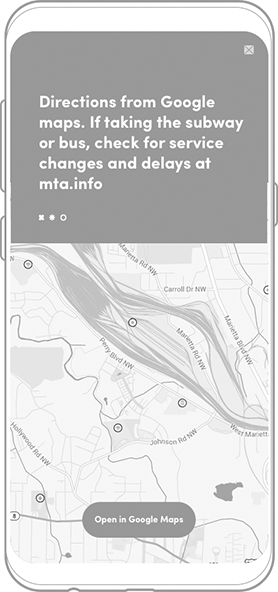 Directions from Google
maps. If taking the subway
or bus, check for service
changes and delays at
mta.info
Marietta Rd NW
Carroll Dr NW
Marietta Rd NW
Marietta Blvd NW
Perry Blvd NW
Johnson Rd NW
West Mariett
Hollywood Rd NW
8
Open in Google Maps